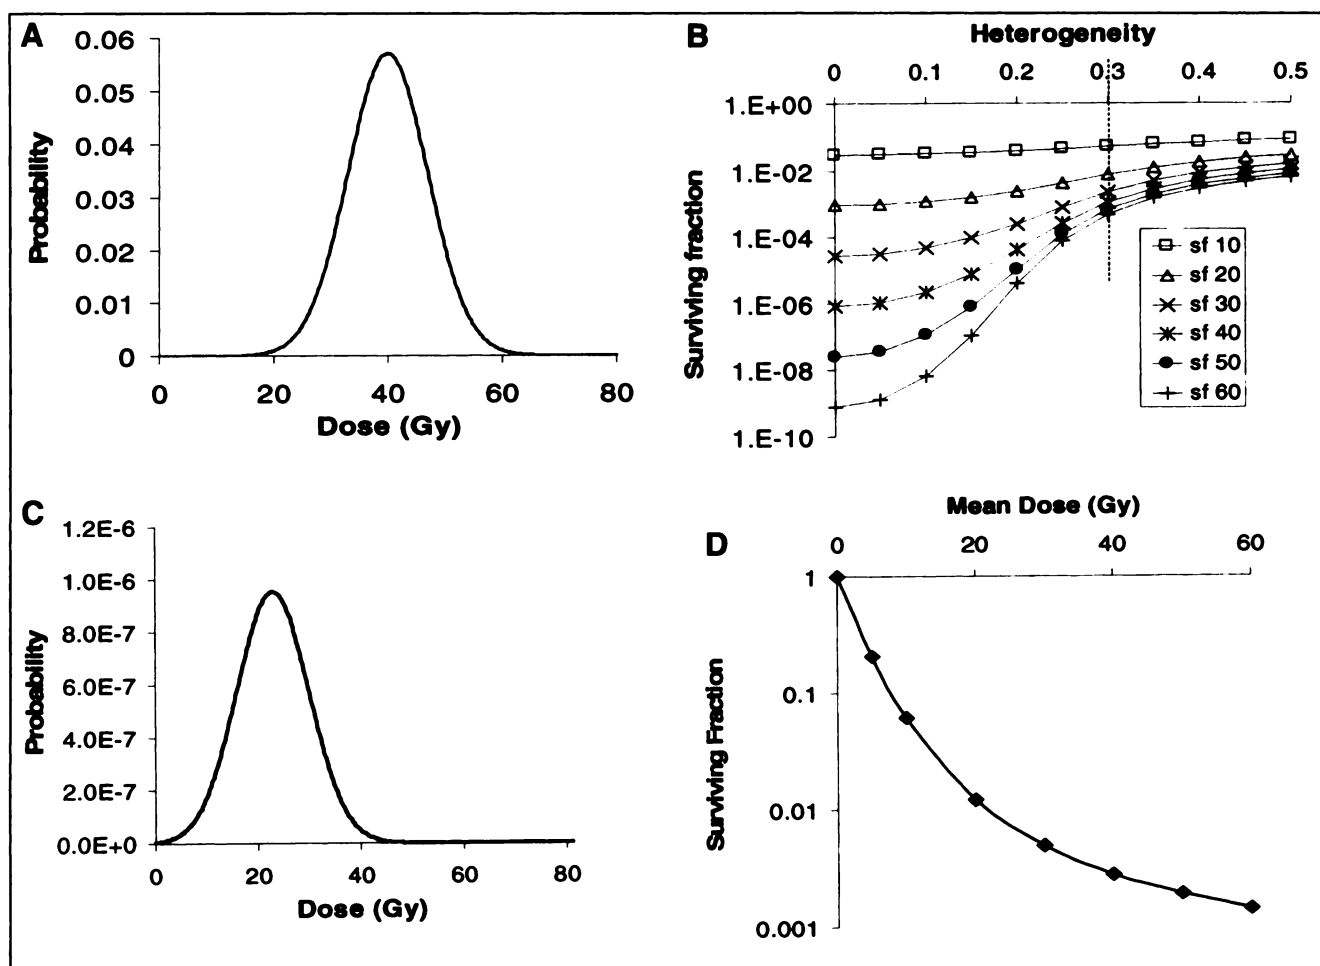 A
Probability
0.06
0.05
0.04
0.03
0.02
0.01
0
0 20 40 60 80
Dose (Gy)
B
Heterogeneity
0 0.1 0.2 0.3 0.4 0.5
Surviving fraction
1.E+00
1.E-02
1.E-04
1.E-06
1.E-08
1.E-10
sf 10
sf 20
sf 30
sf 40
sf 50
sf 60
C
Probability
1.2E-6
1.0E-6
8.0E-7
6.0E-7
4.0E-7
2.0E-7
0.0E+0
0 20 40 60 80
Dose (Gy)
D
Mean Dose (Gy)
0 20 40 60
Surviving Fraction
1
0.1
0.01
0.001